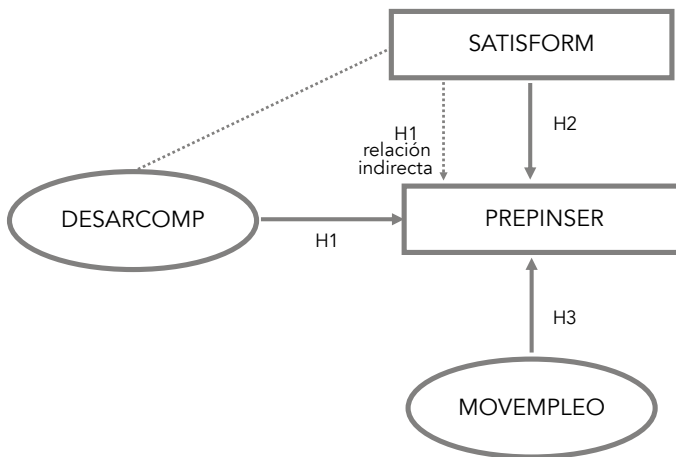 SATISFORM
H1
relación
indirecta
H2
DESARCOMP
H1
PREPINSER
H3
MOVEMPLEO